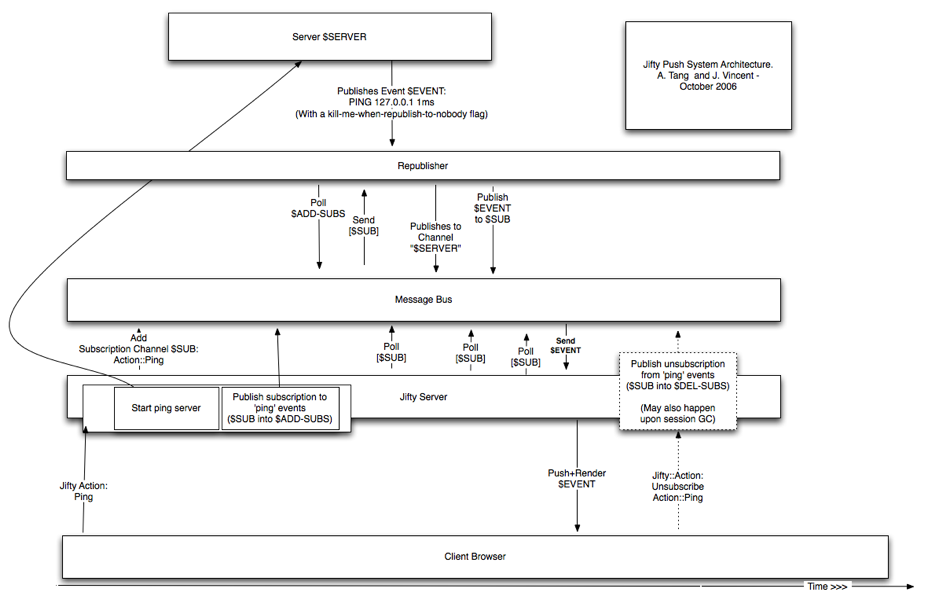 Server $SERVER
Jifty Push System Architecture.
A. Tang and J. Vincent -
October 2006
Publishes Event $EVENT:
PING 127.0.0.1 1ms
(With a kill-me-when-republish-to-nobody flag)
Republisher
Poll
$ADD-SUBS
Send
[$SUB]
Publishes to
Channel
"$SERVER"
Publish
$EVENT
to $SUB
Message Bus
Add
Subscription Channel $SUB:
Action::Ping
Poll
[$SUB]
Poll
[$SUB]
Poll
[$SUB]
Send
$EVENT
Publish unsubscription
from 'ping' events
($SUB into $DEL-SUBS)
(May also happen
upon session GC)
Start ping server
Publish subscription to
'ping' events
($SUB into $ADD-SUBS)
Jifty Server
Jifty Action:
Ping
Push+Render
$EVENT
Jifty::Action:
Unsubscribe
Action::Ping
Client Browser
Time >>>